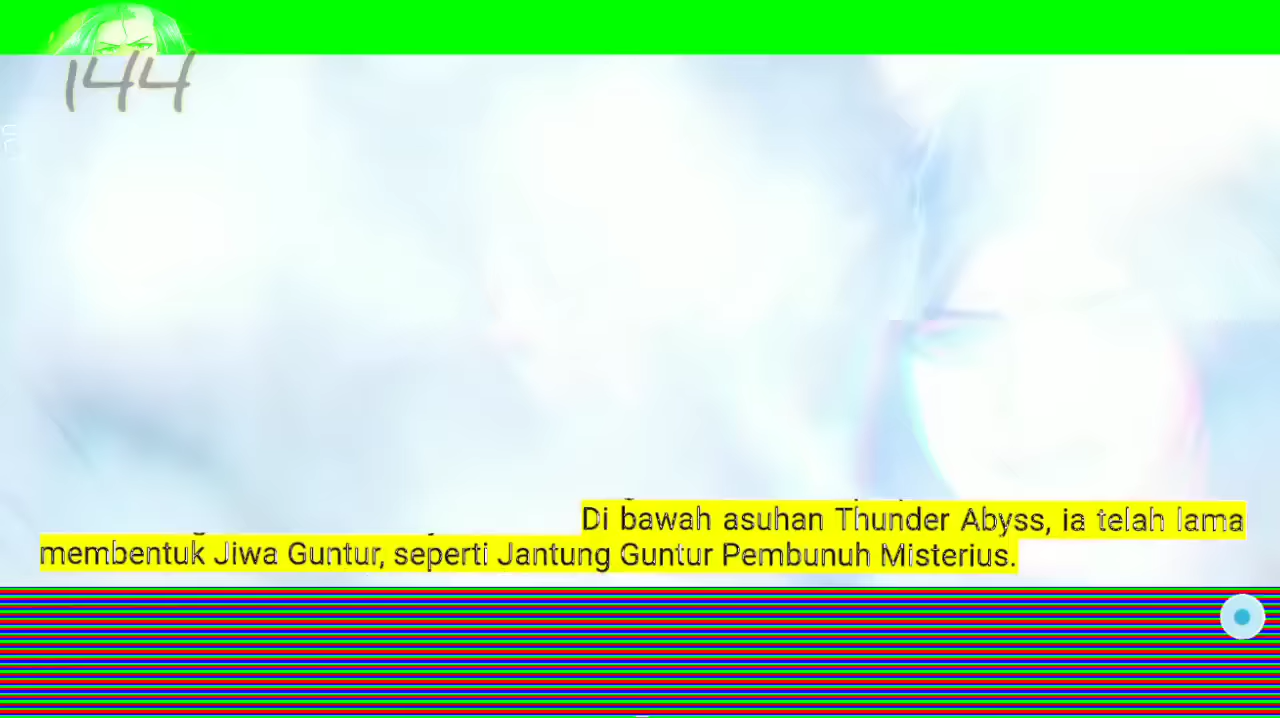 144
Di bawah asuhan Thunder Abyss, ia telah lama
membentuk Jiwa Guntur, seperti Jantung Guntur Pembunuh Misterius.